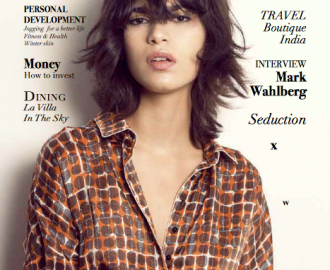 PERSONAL
DEVELOPMENT
Jogging for a better life
Fitness & Health
Winter skin
Money
How to invest
DINING
La Villa
In The Sky
TRAVEL
Boutique
India
INTERVIEW
Mark
Wahlberg
Seduction
x
w